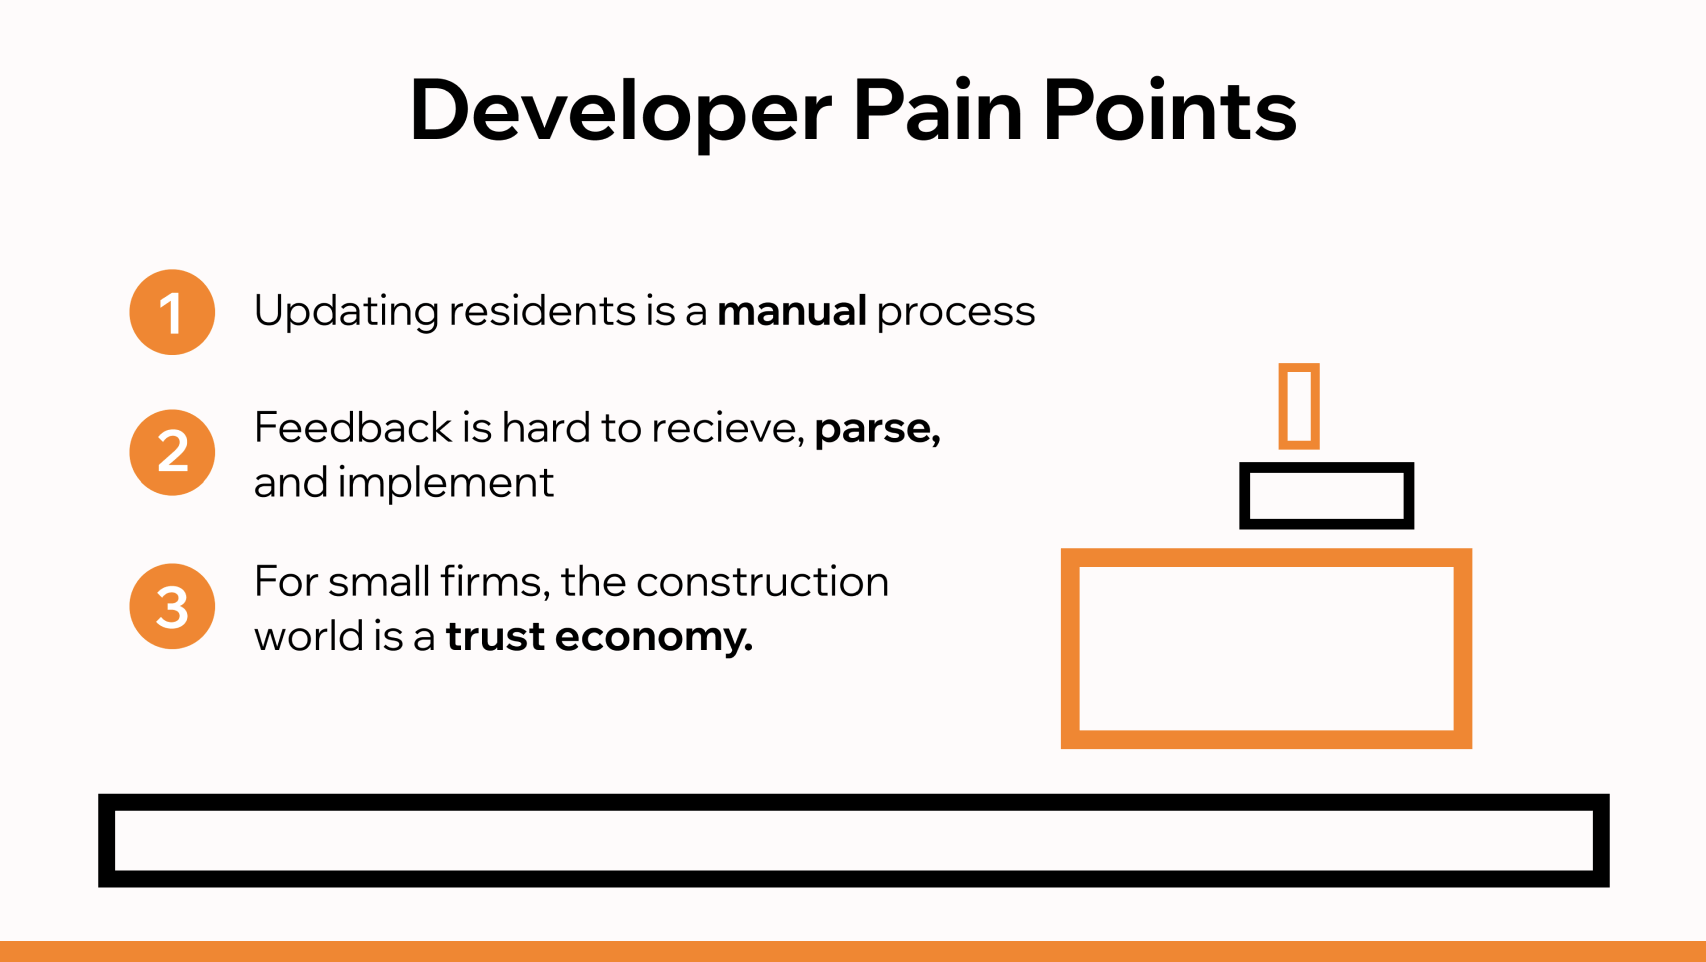 Developer Pain Points
1
Updating residents is a manual process
2
Feedback is hard to recieve, parse,
and implement
3
For small firms, the construction
world is a trust economy.